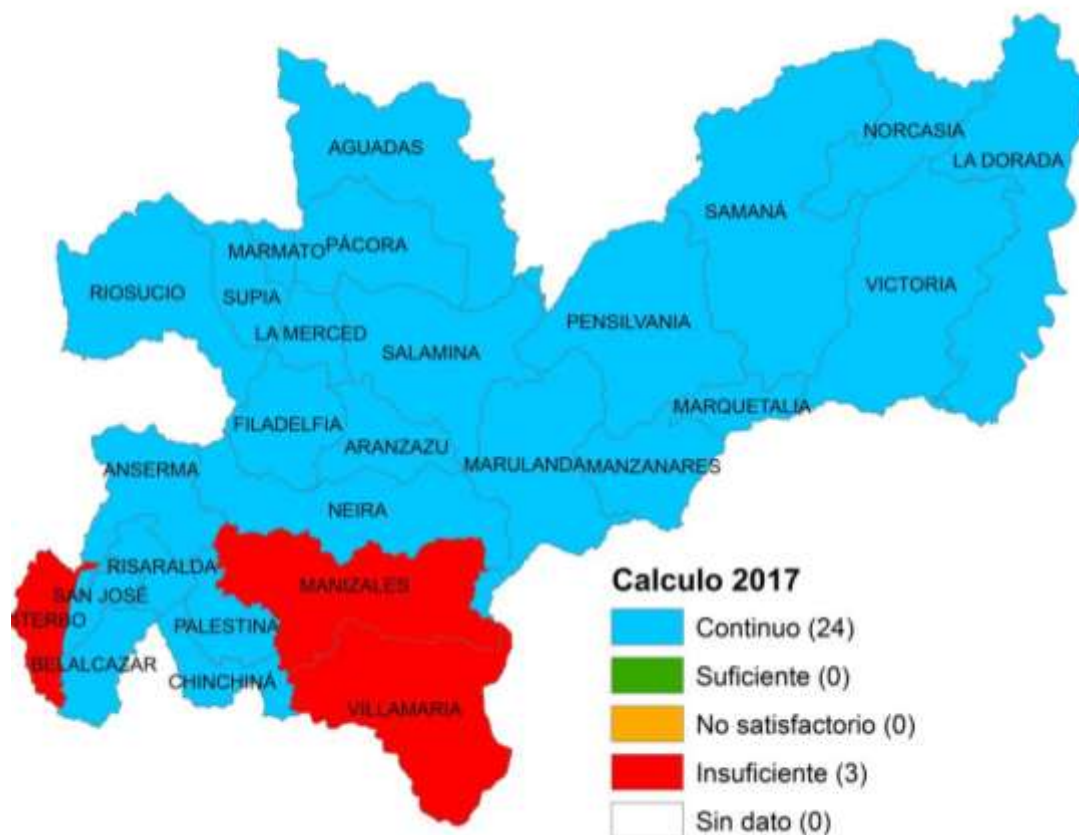 AGUADAS
NORCASIA
LA DORADA
SAMANÁ
MARMATO
PÁCORA
RIOSUCIO
SUPIA
VICTORIA
LA MERCED
PENSILVANIA
SALAMINA
MARQUETALIA
FILADELFIA
ARANZAZU
ANSERMA
MARULANDA
MANZANARES
NEIRA
RISARALDA
MANIZALES
SAN JOSÉ
STERBO
PALESTINA
BELALCAZAR
CHINCHINÁ
VILLAMARIA
Calculo 2017
Continuo (24)
Suficiente (0)
No satisfactorio (0)
Insuficiente (3)
Sin dato (0)